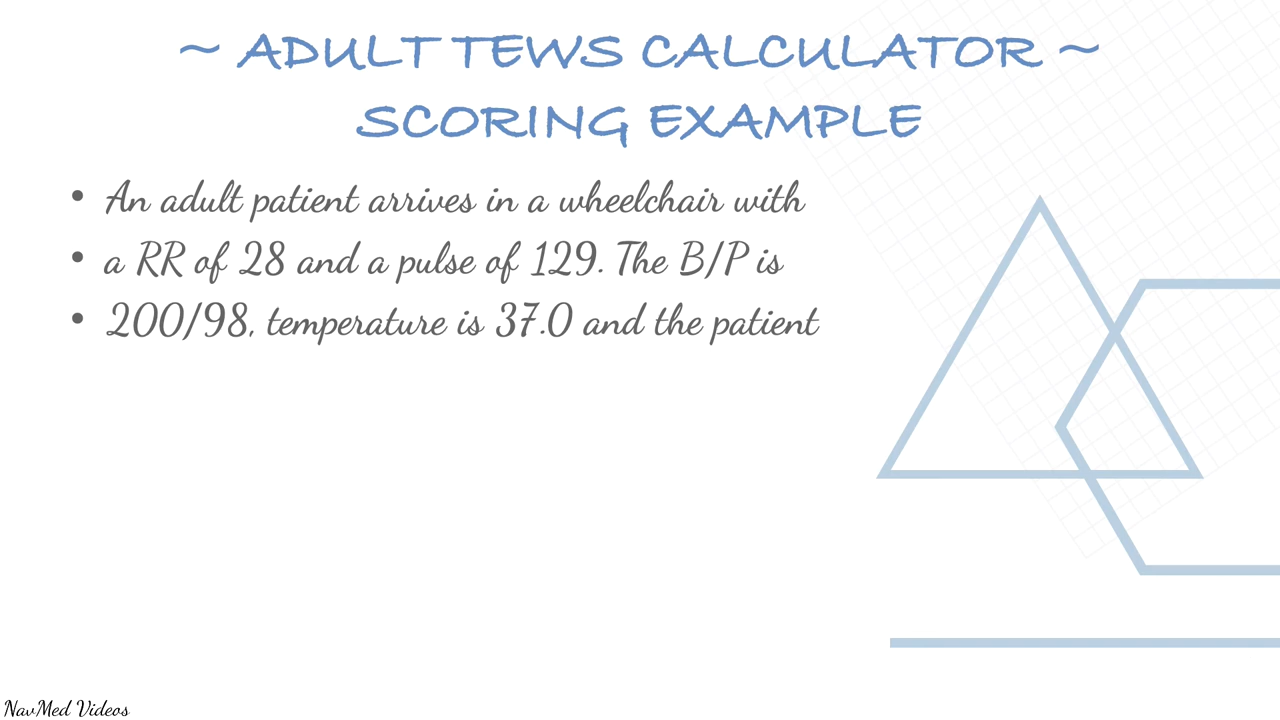 ~ ADULT TEWS CALCULATOR ~
SCORING EXAMPLE
• An adult patient arrives in a wheelchair with
• a RR of 28 and a pulse of 129. The B/P is
• 200/98, temperature is 37.0 and the patient
NavMed Videos